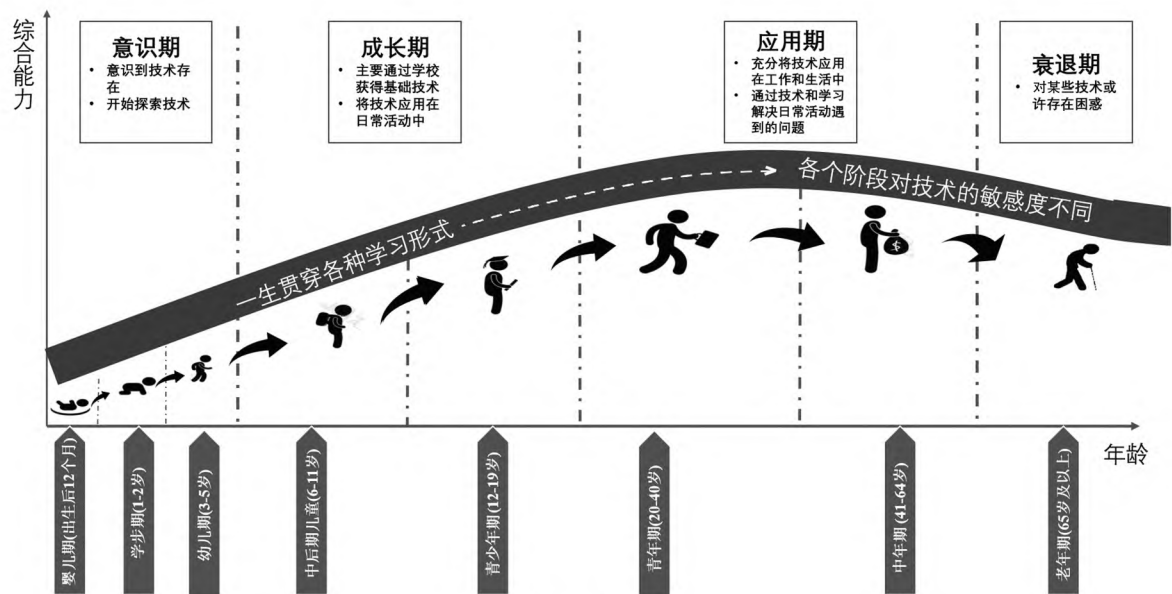 综合能力
意识期
• 意识到技术存
在
• 开始探索技术
成长期
• 主要通过学校
获得基础技术
• 将技术应用在
日常活动中
应用期
• 充分将技术应用
在工作和生活中
• 通过技术和学习
解决日常活动遇
到的问题
衰退期
• 对某些技术或
许存在困惑
一生贯穿各种学习形式
各个阶段对技术的敏感度不同
$
年龄
婴儿期(出生后12个月)
学步期(1-2岁)
幼儿期(3-5岁)
中后期儿童(6-11岁)
青少年期(12-19岁)
青年期(20-40岁)
中年期 (41-64岁)
老年期(65岁及以上)